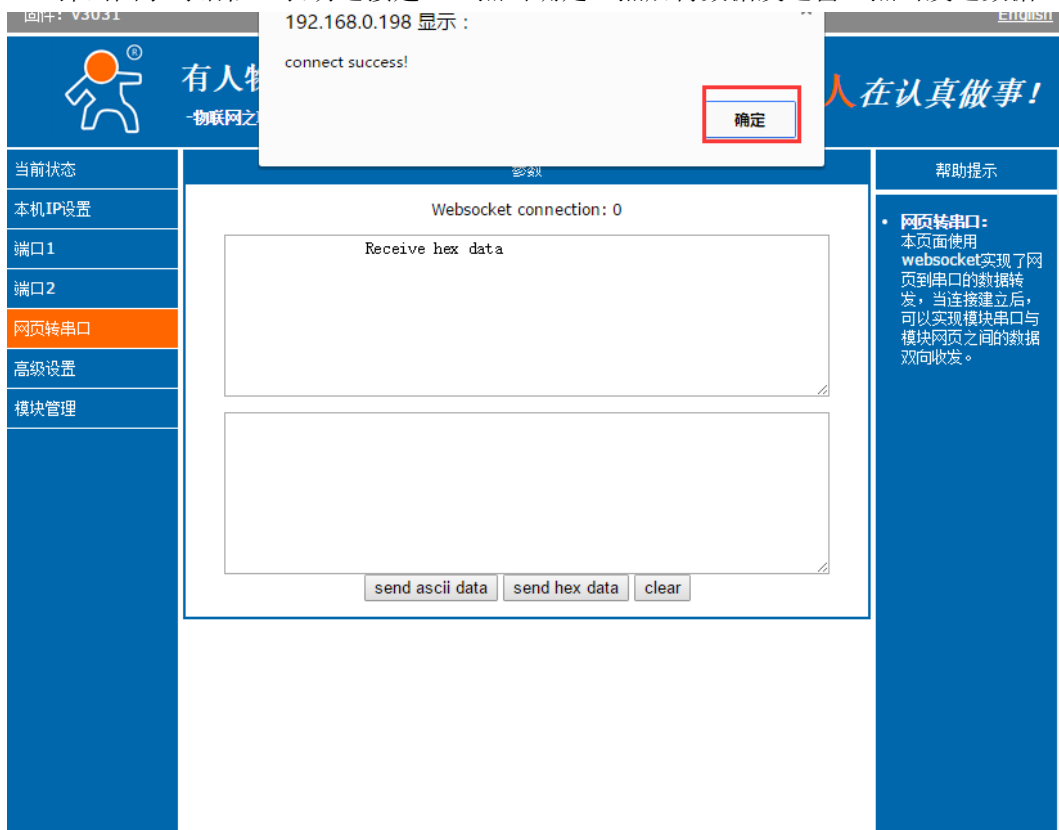 固件: V3031
English
192.168.0.198 显示：
connect success!
确定
®
有人物
-物联网之
人在认真做事!
当前状态
本机IP设置
端口1
端口2
网页转串口
高级设置
模块管理
参数
Websocket connection: 0
Receive hex data
send ascii data
send hex data
clear
帮助提示
• 网页转串口:
本页面使用
websocket实现了网
页到串口的数据转
发，当连接建立后，
可以实现模块串口与
模块网页之间的数据
双向收发。